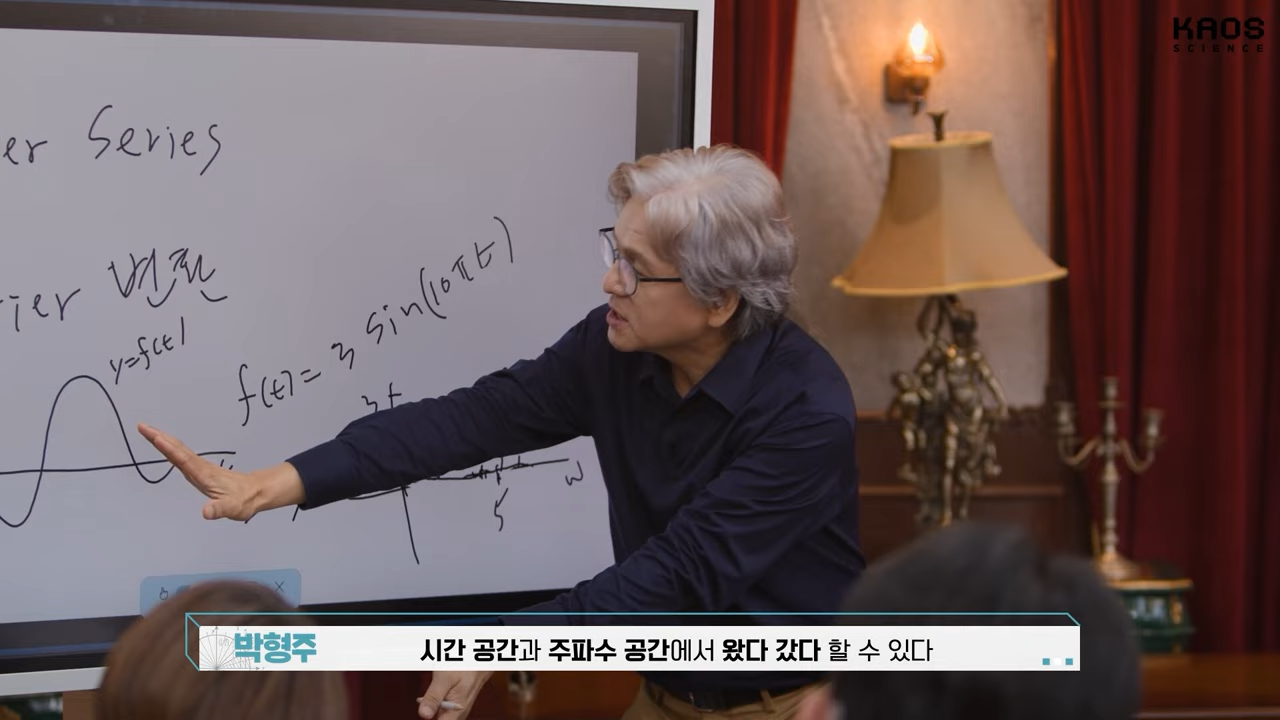 KAOS
SCIENCE
er Series
rier 변환
y=f(t)
f(t)= 3 sin(10πt)
3
5
ω
박형주
시간 공간과 주파수 공간에서 왔다 갔다 할 수 있다